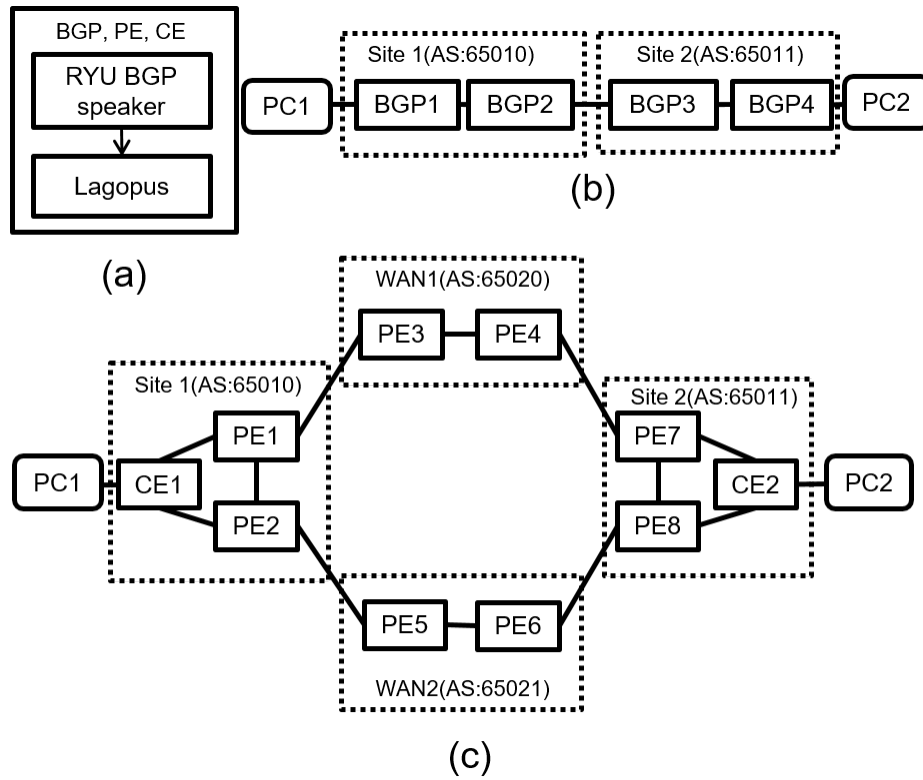 BGP, PE, CE
RYU BGP
speaker
Lagopus
(a)
Site 1(AS:65010)
Site 2(AS:65011)
PC1
BGP1
BGP2
BGP3
BGP4
PC2
(b)
WAN1(AS:65020)
PE3
PE4
Site 1(AS:65010)
Site 2(AS:65011)
PE1
PE7
PC1
CE1
CE2
PC2
PE2
PE8
PE5
PE6
WAN2(AS:65021)
(c)